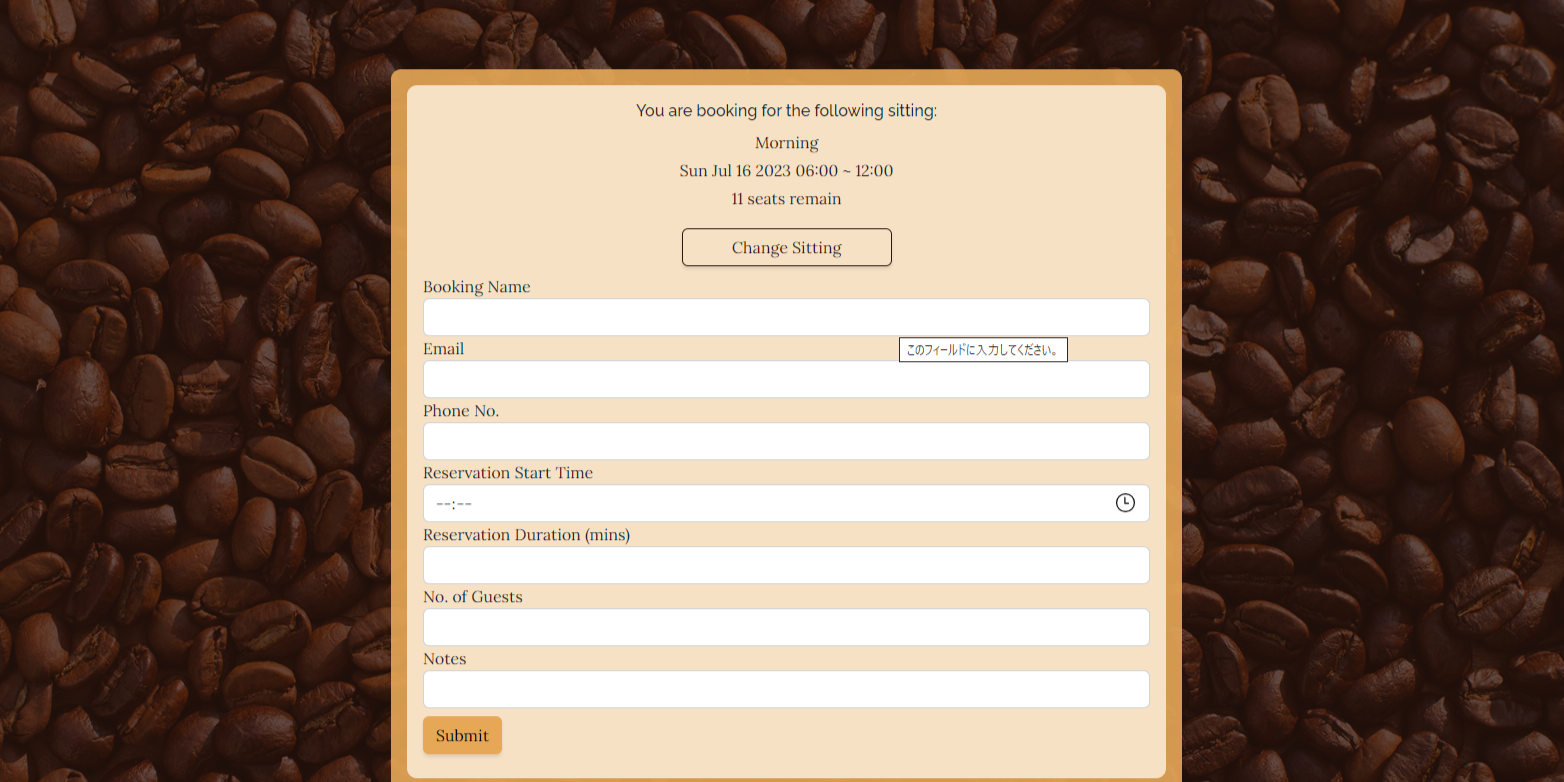 You are booking for the following sitting:
Morning
Sun Jul 16 2023 06:00 ~ 12:00
11 seats remain
Change Sitting
Booking Name
このフィールドに入力してください。
Email
Phone No.
Reservation Start Time
--:--
Reservation Duration (mins)
No. of Guests
Notes
Submit